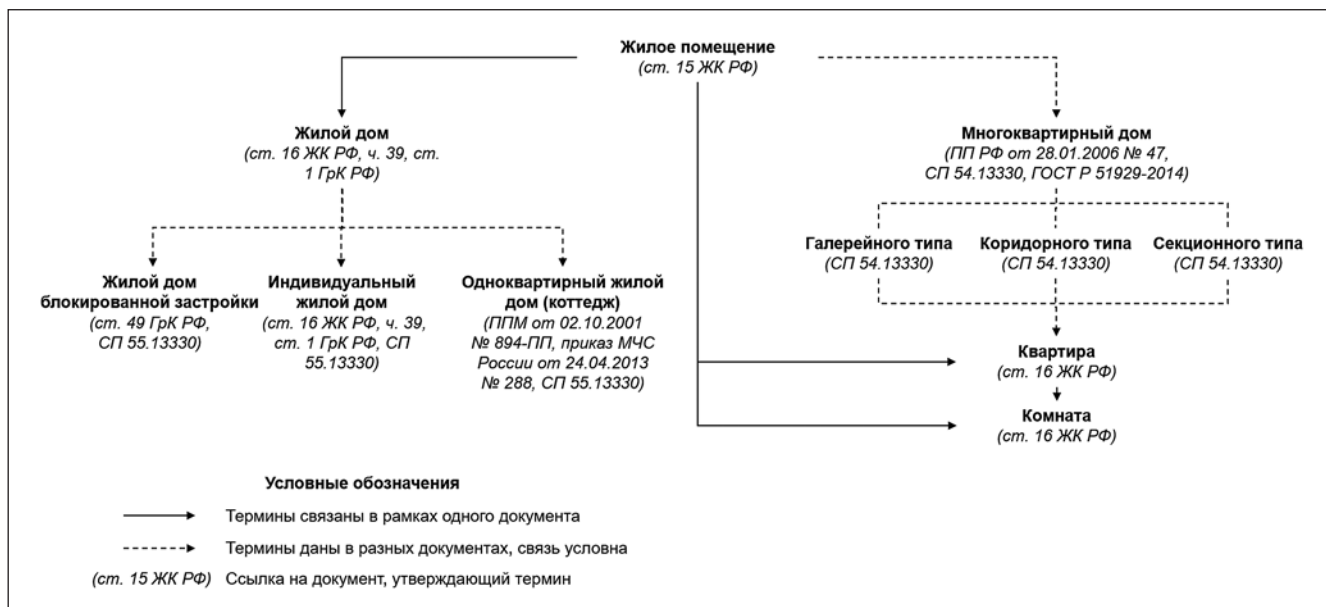 Жилое помещение
(ст. 15 ЖК РФ)
Жилой дом
(ст. 16 ЖК РФ, ч. 39, ст.
1 ГрК РФ)
Многоквартирный дом
(ПП РФ от 28.01.2006 № 47,
СП 54.13330, ГОСТ Р 51929-2014)
Галерейного типа
(СП 54.13330)
Коридорного типа
(СП 54.13330)
Секционного типа
(СП 54.13330)
Жилой дом
блокированной застройки
(ст. 49 ГрК РФ,
СП 55.13330)
Индивидуальный
жилой дом
(ст. 16 ЖК РФ, ч. 39,
ст. 1 ГрК РФ, СП
55.13330)
Одноквартирный жилой
дом (коттедж)
(ППМ от 02.10.2001
№ 894-ПП, приказ МЧС
России от 24.04.2013
№ 288, СП 55.13330)
Квартира
(ст. 16 ЖК РФ)
Комната
(ст. 16 ЖК РФ)
Условные обозначения
Термины связаны в рамках одного документа
Термины даны в разных документах, связь условна
(ст. 15 ЖК РФ) Ссылка на документ, утверждающий термин